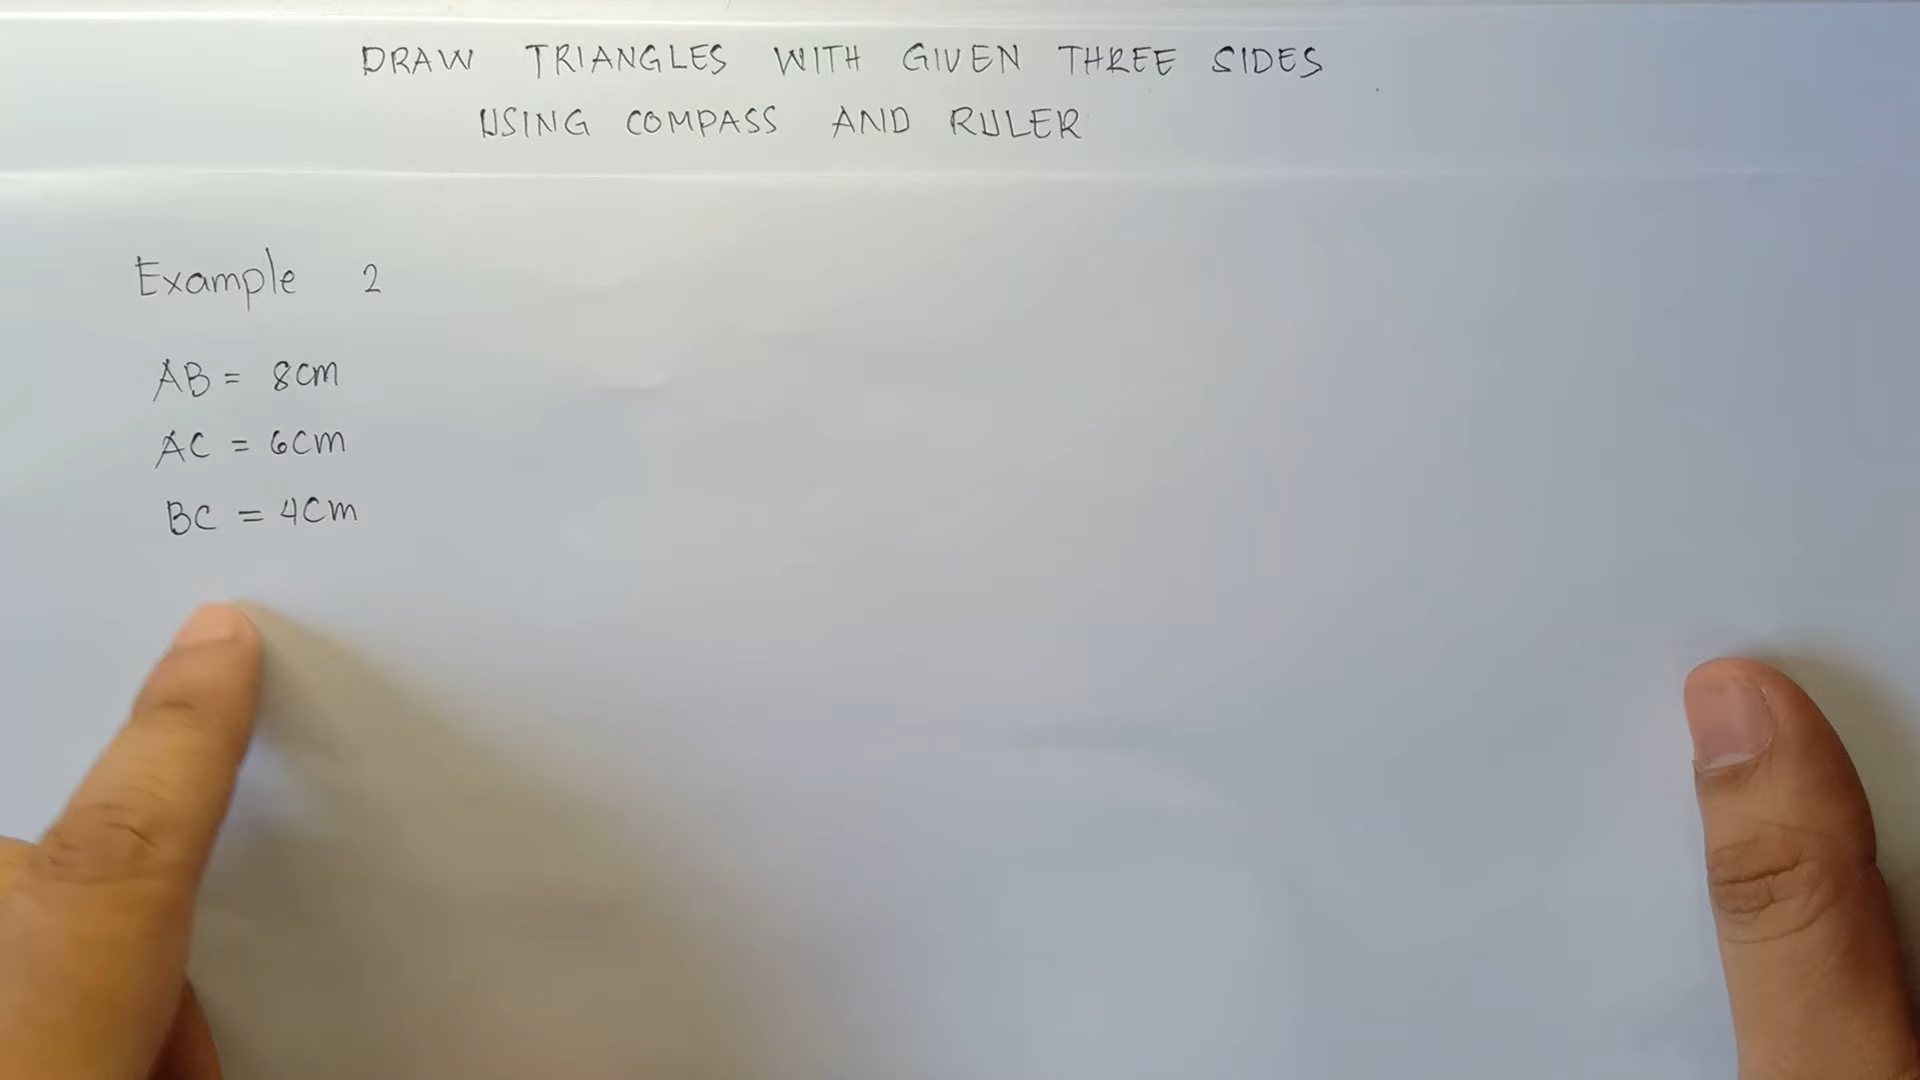 DRAW TRIANGLES WITH GIVEN THREE SIDES
USING COMPASS AND RULER
Example 2
AB = 8cm
AC = 6cm
BC = 4cm